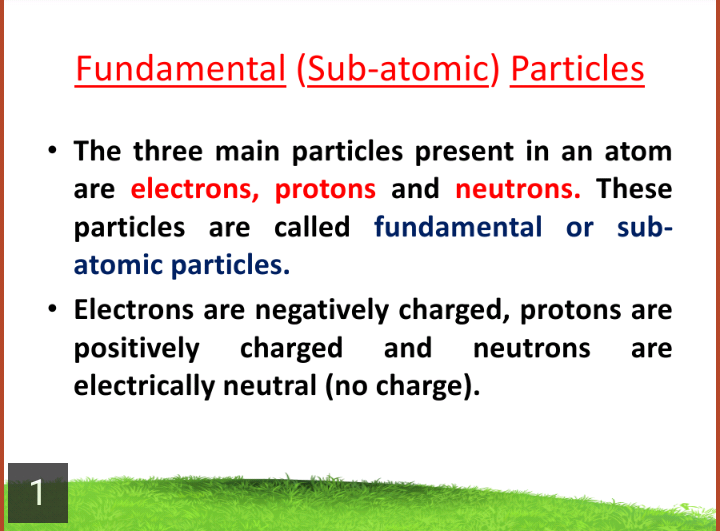 Fundamental (Sub-atomic) Particles
• The three main particles present in an atom
are electrons, protons and neutrons. These
particles are called fundamental or sub-
atomic particles.
• Electrons are negatively charged, protons are
positively charged and neutrons are
electrically neutral (no charge).
1